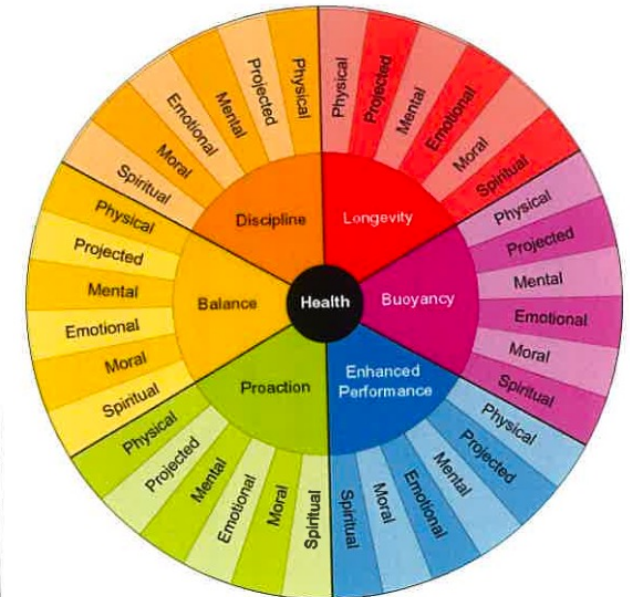 Health
Longevity
Physical
Projected
Mental
Emotional
Moral
Spiritual
Buoyancy
Physical
Projected
Mental
Emotional
Moral
Spiritual
Enhanced
Performance
Physical
Projected
Mental
Emotional
Moral
Spiritual
Proaction
Physical
Projected
Mental
Emotional
Moral
Spiritual
Balance
Physical
Projected
Mental
Emotional
Moral
Spiritual
Discipline
Spiritual
Moral
Emotional
Mental
Projected
Physical